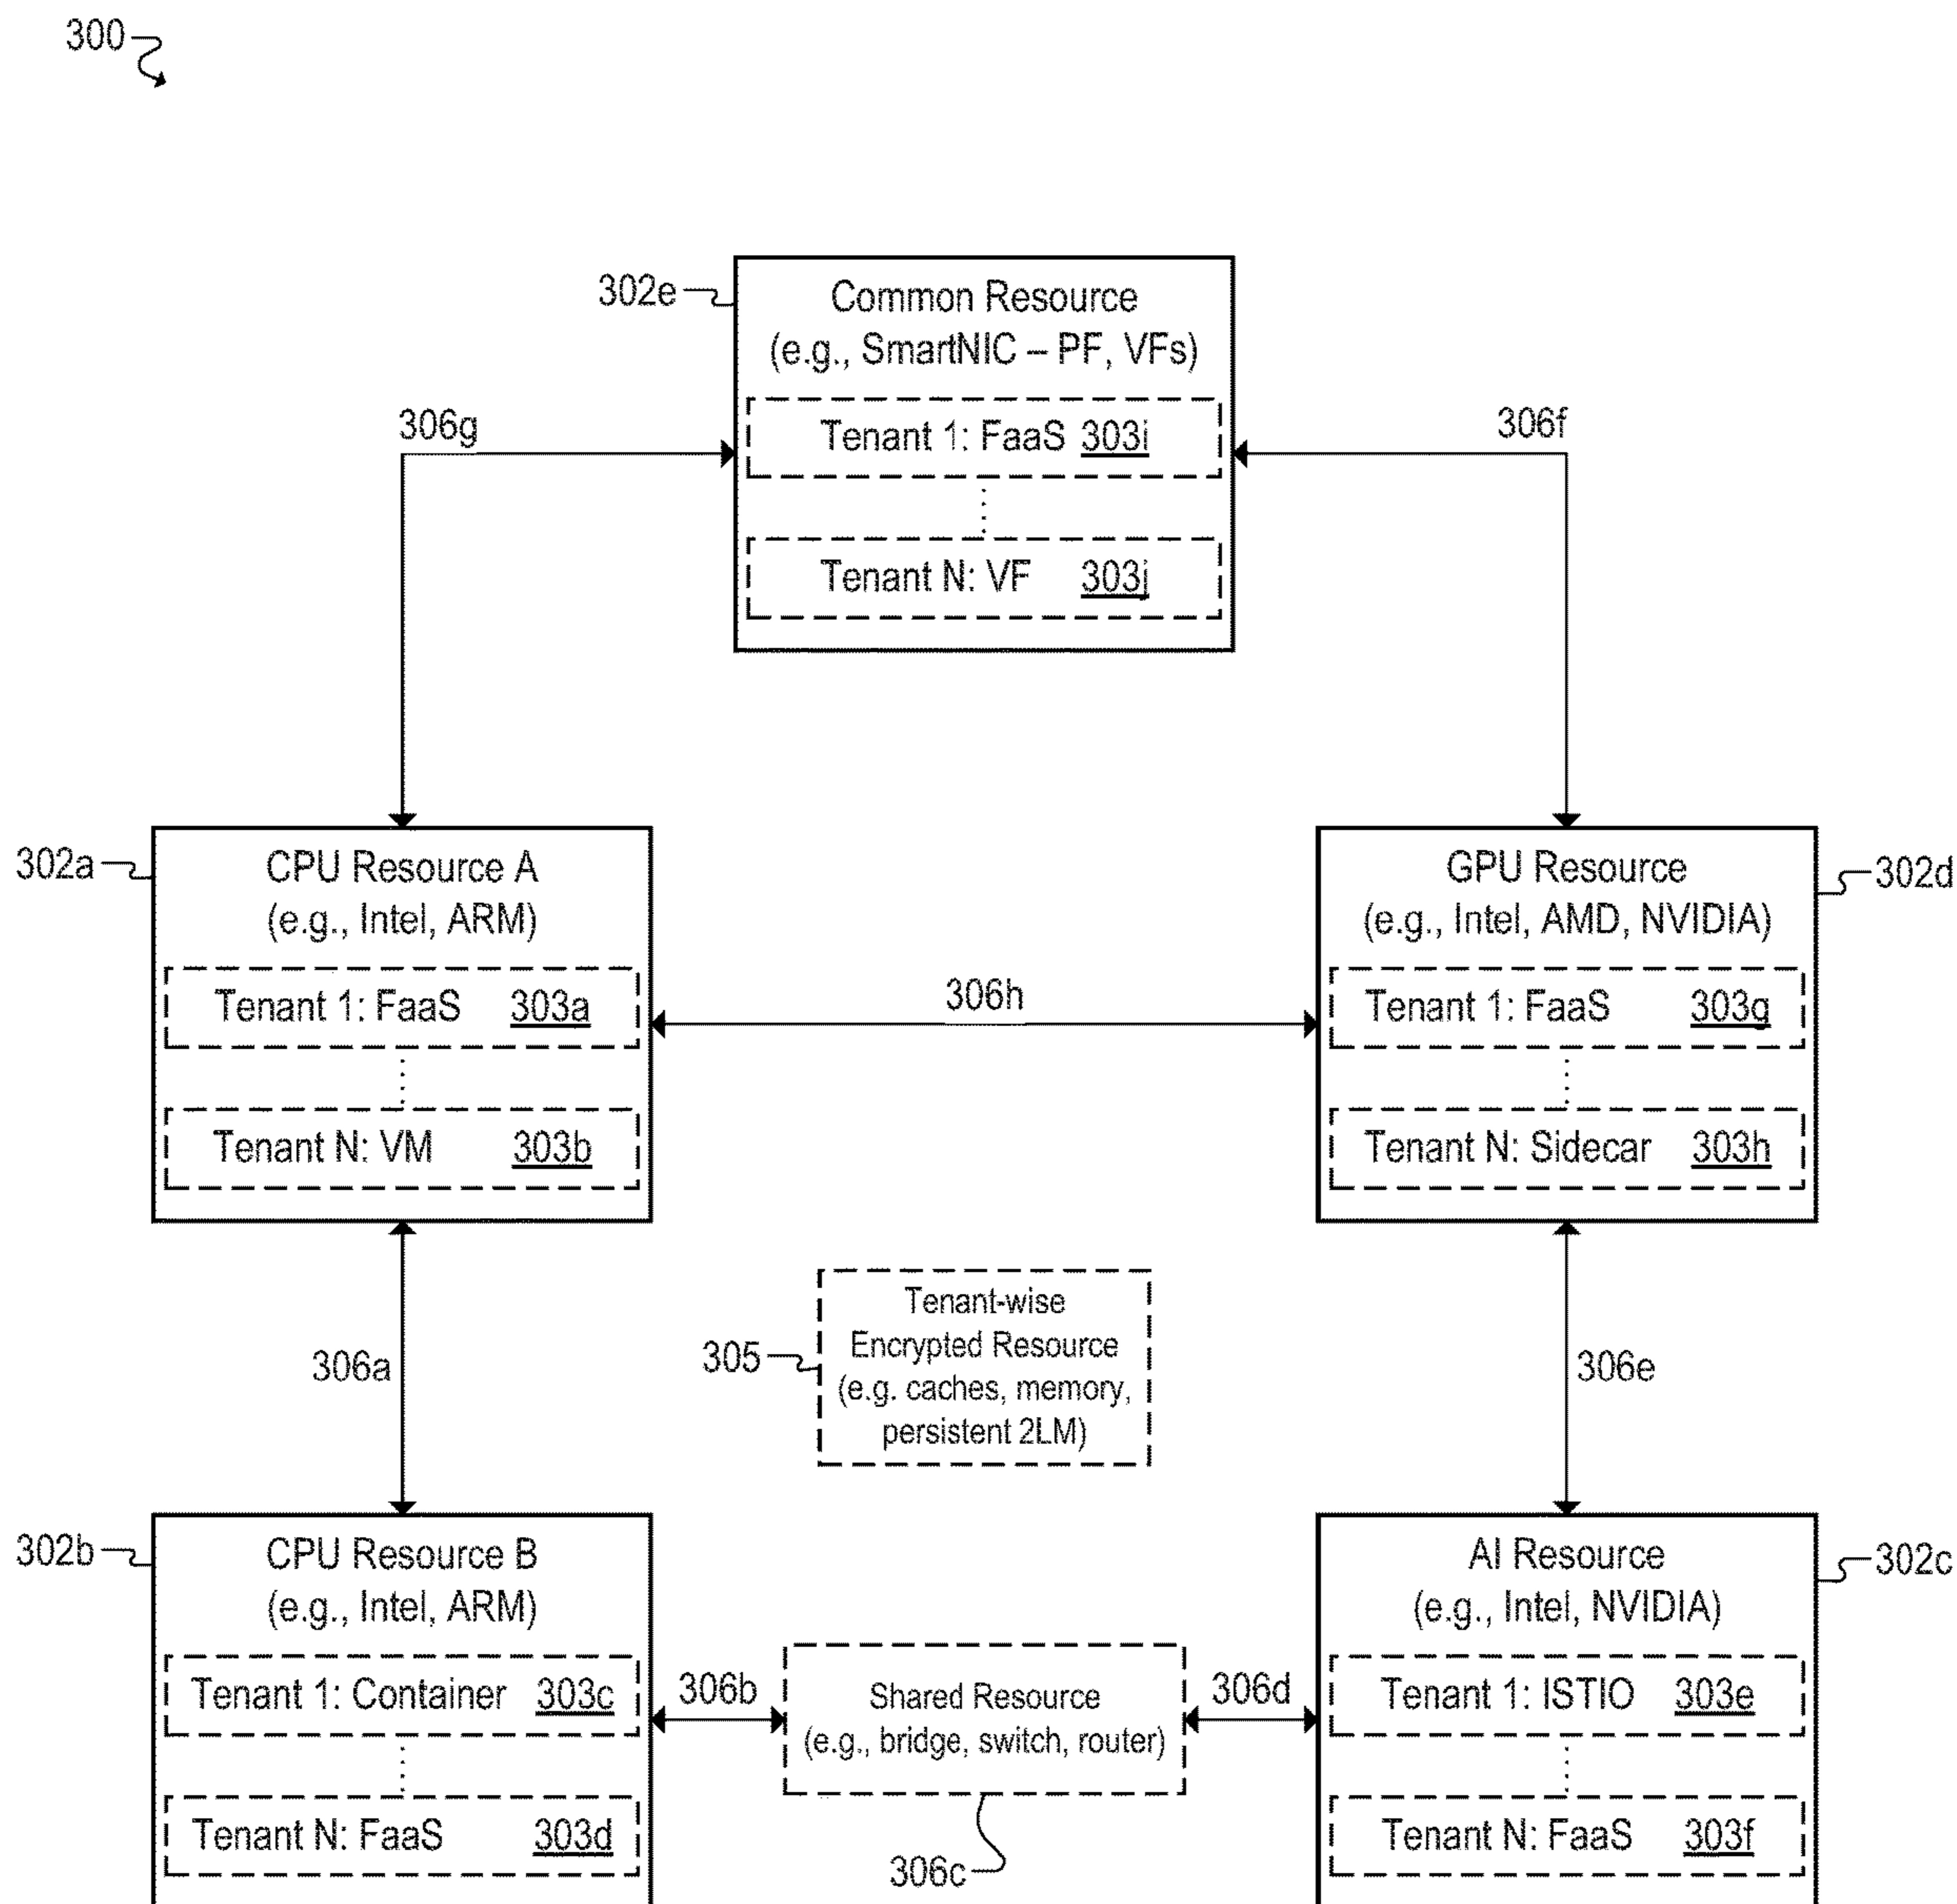 300
302e
Common Resource
(e.g., SmartNIC – PF, VFs)
Tenant 1: FaaS 303i
Tenant N: VF 303j
306g
306f
302a
CPU Resource A
(e.g., Intel, ARM)
Tenant 1: FaaS 303a
Tenant N: VM 303b
306h
302d
GPU Resource
(e.g., Intel, AMD, NVIDIA)
Tenant 1: FaaS 303g
Tenant N: Sidecar 303h
306a
305
Tenant-wise
Encrypted Resource
(e.g. caches, memory,
persistent 2LM)
306e
302b
CPU Resource B
(e.g., Intel, ARM)
Tenant 1: Container 303c
Tenant N: FaaS 303d
306b
Shared Resource
(e.g., bridge, switch, router)
306c
306d
302c
AI Resource
(e.g., Intel, NVIDIA)
Tenant 1: ISTIO 303e
Tenant N: FaaS 303f